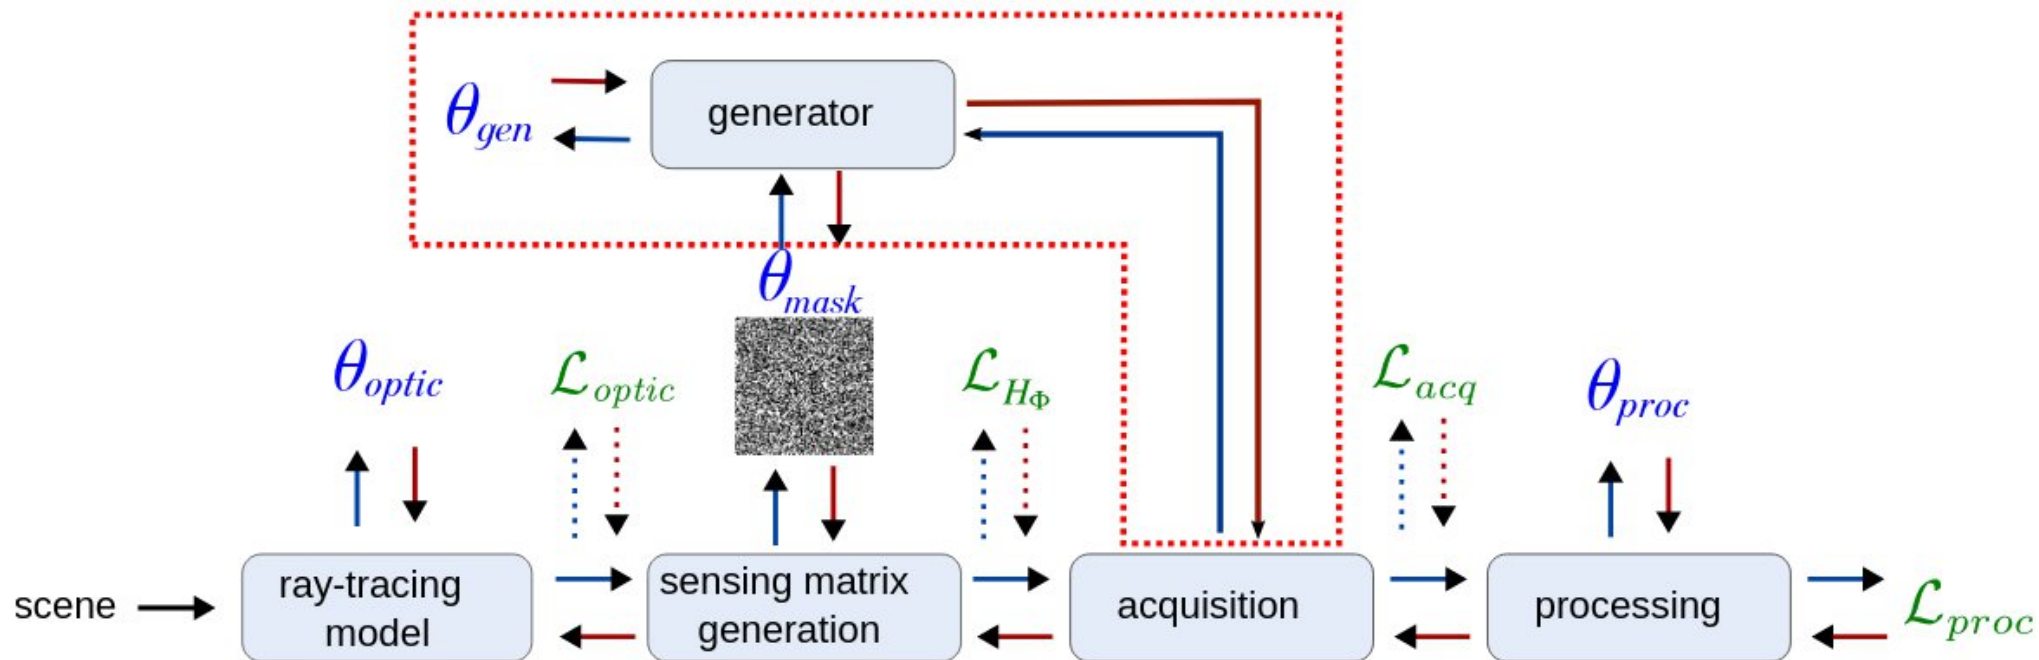 generator
θgen
θmask
θoptic
ℒoptic
ℒHΦ
ℒacq
θproc
scene
ray-tracing
model
sensing matrix
generation
acquisition
processing
ℒproc